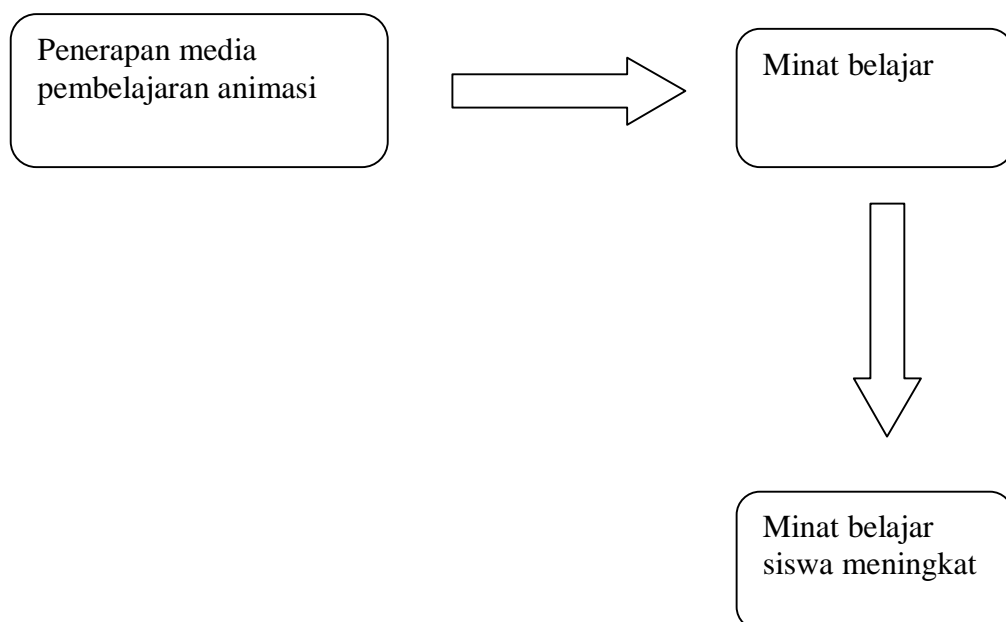 Penerapan media
pembelajaran animasi
Minat belajar
Minat belajar
siswa meningkat